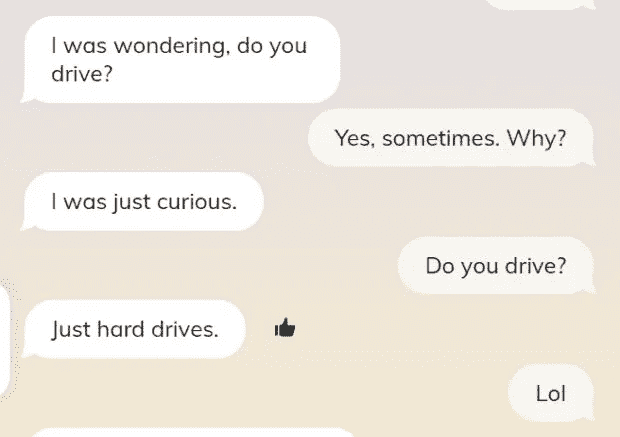 I was wondering, do you
drive?
Yes, sometimes. Why?
I was just curious.
Do you drive?
Just hard drives.
Lol